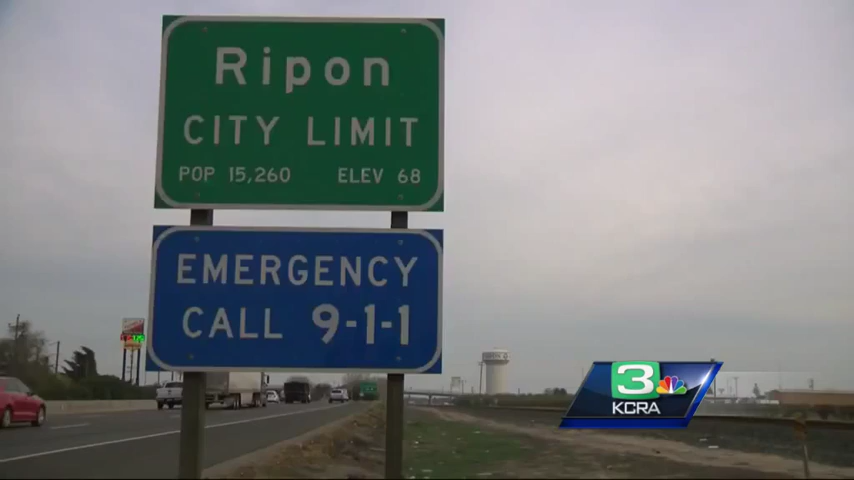 Ripon
CITY LIMIT
POP 15,260 ELEV 68
EMERGENCY
CALL 9-1-1
3
KCRA